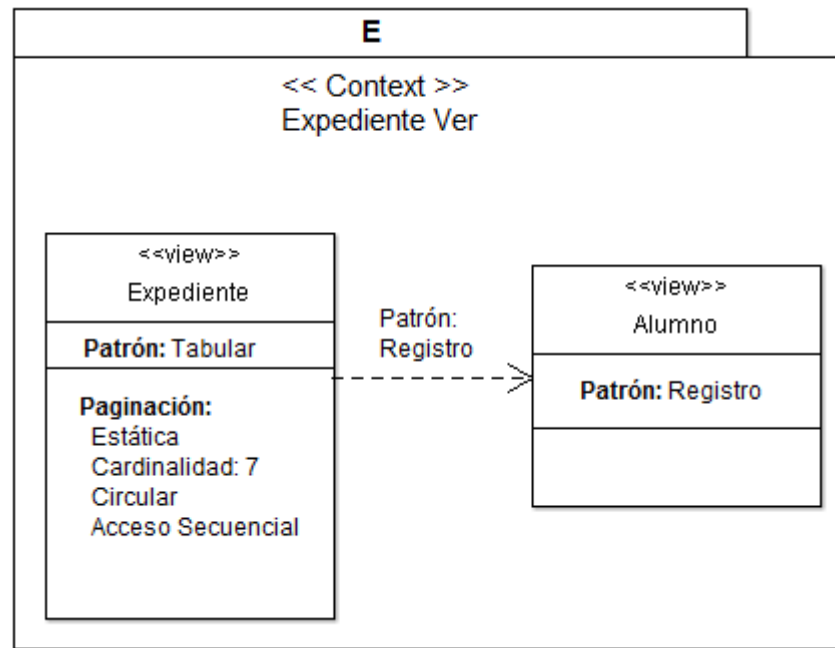 E
<< Context >>
Expediente Ver
<<view>>
Expediente
Patrón: Tabular
Paginación:
Estática
Cardinalidad: 7
Circular
Acceso Secuencial
Patrón:
Registro
<<view>>
Alumno
Patrón: Registro